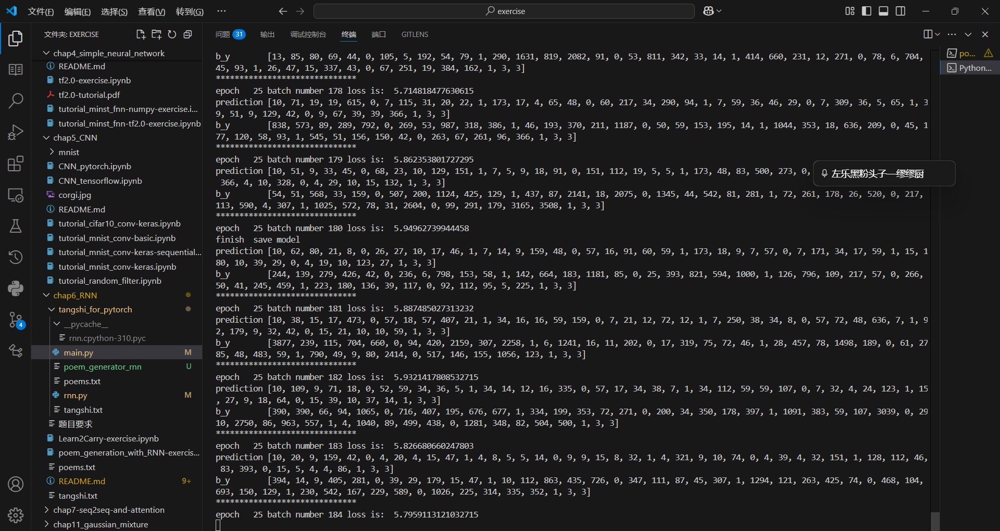 文件(F) 编辑(E) 选择(S) 查看(V) 转到(G) ··· exercise
文件夹: EXERCISE
chap4_simple_neural_network
README.md
tf2.0-exercise.ipynb
tf2.0-tutorial.pdf
tutorial_minst_fnn-numpy-exercise.i...
tutorial_minst_fnn-tf2.0-exercise.ipynb
chap5_CNN
mnist
CNN_pytorch.ipynb
CNN_tensorflow.ipynb
corgi.jpg
README.md
tutorial_cifar10_conv-keras.ipynb
tutorial_mnist_conv-basic.ipynb
tutorial_mnist_conv-keras-sequential...
tutorial_mnist_conv-keras.ipynb
tutorial_random_filter.ipynb
chap6_RNN
tangshi_for_pytorch
__pycache__
rnn.cpython-310.pyc
main.py M
poem_generator_rnn U
poems.txt
rnn.py M
tangshi.txt
题目要求
Learn2Carry-exercise.ipynb
poem_generation_with_RNN-exercis...
poems.txt
README.md 9+
tangshi.txt
chap7-seq2seq-and-attention
chap11_gaussian_mixture
4
问题 31 输出 调试控制台 终端 端口 GITLENS
b_y [13, 85, 80, 69, 44, 0, 105, 5, 192, 54, 79, 1, 290, 1631, 819, 2082, 91, 0, 53, 811, 342, 33, 14, 1, 414, 660, 231, 12, 271, 0, 78, 6, 704,
45, 93, 1, 26, 47, 15, 337, 43, 0, 67, 251, 19, 384, 162, 1, 3, 3]
******************************
epoch 25 batch number 178 loss is: 5.714818477630615
prediction [10, 71, 19, 19, 615, 0, 7, 115, 31, 20, 22, 1, 173, 17, 4, 65, 48, 0, 60, 217, 34, 290, 94, 1, 7, 59, 36, 46, 29, 0, 7, 309, 36, 5, 65, 1, 3
9, 51, 9, 129, 42, 0, 9, 67, 39, 39, 366, 1, 3, 3]
b_y [838, 573, 89, 289, 792, 0, 269, 53, 987, 318, 386, 1, 46, 193, 370, 211, 1187, 0, 50, 59, 153, 195, 14, 1, 1044, 353, 18, 636, 209, 0, 45, 1
77, 120, 58, 93, 1, 545, 51, 156, 150, 42, 0, 263, 67, 261, 96, 366, 1, 3, 3]
******************************
epoch 25 batch number 179 loss is: 5.862353801727295
prediction [10, 51, 9, 33, 45, 0, 68, 23, 10, 129, 151, 1, 7, 5, 9, 18, 91, 0, 151, 112, 19, 5, 5, 1, 173, 48, 83, 500, 273, 0,
366, 4, 10, 328, 0, 4, 29, 10, 15, 132, 1, 3, 3]
b_y [54, 51, 568, 33, 159, 0, 507, 200, 1124, 425, 129, 1, 437, 87, 2141, 18, 2075, 0, 1345, 44, 542, 81, 281, 1, 72, 261, 178, 26, 520, 0, 217,
113, 590, 4, 307, 1, 1025, 572, 78, 31, 2604, 0, 99, 291, 179, 3165, 3508, 1, 3, 3]
******************************
epoch 25 batch number 180 loss is: 5.94962739944458
finish save model
prediction [10, 62, 80, 21, 8, 0, 26, 27, 10, 17, 46, 1, 7, 14, 9, 159, 48, 0, 57, 16, 91, 60, 59, 1, 173, 18, 9, 7, 57, 0, 7, 171, 34, 17, 59, 1, 15, 1
80, 10, 39, 29, 0, 4, 19, 10, 123, 27, 1, 3, 3]
b_y [244, 139, 279, 426, 42, 0, 236, 6, 798, 153, 58, 1, 142, 664, 183, 1181, 85, 0, 25, 393, 821, 594, 1000, 1, 126, 796, 109, 217, 57, 0, 266,
50, 41, 245, 459, 1, 223, 180, 136, 39, 117, 0, 92, 112, 95, 5, 225, 1, 3, 3]
******************************
epoch 25 batch number 181 loss is: 5.887485027313232
prediction [10, 38, 15, 17, 473, 0, 57, 18, 57, 407, 21, 1, 34, 16, 16, 59, 159, 0, 7, 21, 12, 72, 12, 1, 7, 250, 38, 34, 8, 0, 57, 72, 48, 636, 7, 1, 9
2, 179, 9, 32, 42, 0, 15, 21, 10, 10, 59, 1, 3, 3]
b_y [3877, 239, 115, 704, 660, 0, 94, 420, 2159, 307, 2258, 1, 6, 1241, 16, 11, 202, 0, 17, 319, 75, 72, 46, 1, 28, 457, 78, 1498, 189, 0, 61, 27
85, 48, 483, 59, 1, 790, 49, 9, 80, 2414, 0, 517, 146, 155, 1056, 123, 1, 3, 3]
******************************
epoch 25 batch number 182 loss is: 5.9321417808532715
prediction [10, 109, 9, 71, 18, 0, 52, 59, 34, 36, 5, 1, 34, 14, 12, 16, 335, 0, 57, 17, 34, 38, 7, 1, 34, 112, 59, 59, 107, 0, 7, 32, 4, 24, 123, 1, 15
, 27, 9, 18, 64, 0, 15, 39, 10, 37, 14, 1, 3, 3]
b_y [390, 390, 66, 94, 1065, 0, 716, 407, 195, 676, 677, 1, 334, 199, 353, 72, 271, 0, 200, 34, 350, 178, 397, 1, 1091, 383, 59, 107, 3039, 0, 29
10, 2750, 86, 963, 557, 1, 4, 1040, 89, 499, 438, 0, 1281, 348, 82, 504, 500, 1, 3, 3]
******************************
epoch 25 batch number 183 loss is: 5.826680660247803
prediction [10, 20, 9, 159, 42, 0, 4, 20, 4, 15, 47, 1, 4, 8, 5, 5, 14, 0, 9, 9, 15, 8, 32, 1, 4, 321, 9, 10, 74, 0, 4, 39, 4, 32, 151, 1, 128, 112, 46,
83, 393, 0, 15, 5, 4, 4, 86, 1, 3, 3]
b_y [394, 14, 9, 405, 281, 0, 39, 29, 179, 15, 47, 1, 10, 112, 863, 435, 726, 0, 347, 111, 87, 45, 307, 1, 1294, 121, 263, 425, 74, 0, 468, 104,
693, 150, 129, 1, 230, 542, 167, 229, 589, 0, 1026, 225, 314, 335, 352, 1, 3, 3]
******************************
epoch 25 batch number 184 loss is: 5.7959113121032715
po...
Python...
左乐黑粉头子—缪缪厨